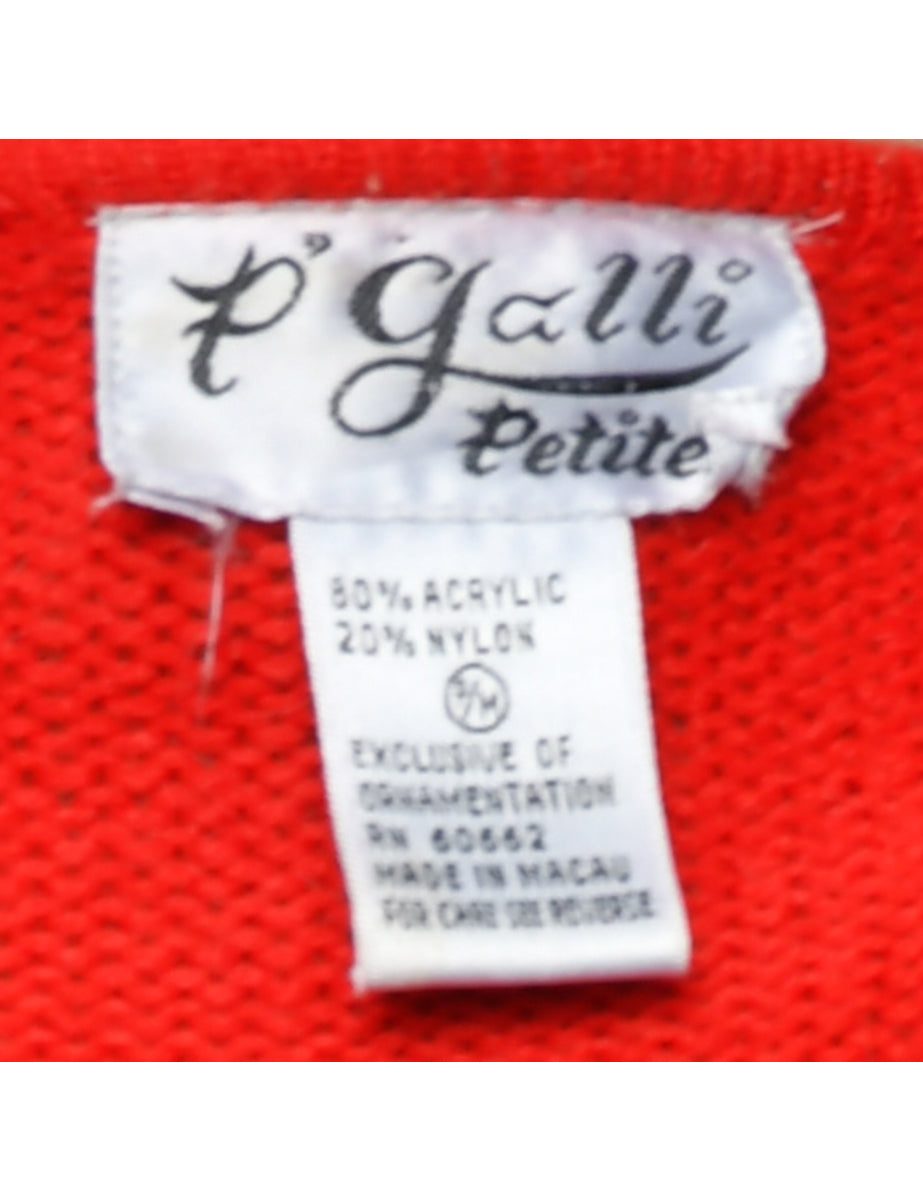 P' galli
Petite
80% ACRYLIC
20% NYLON
S/M
EXCLUSIVE OF
ORNAMENTATION
RN 60662
MADE IN MACAU
FOR CARE SEE REVERSE